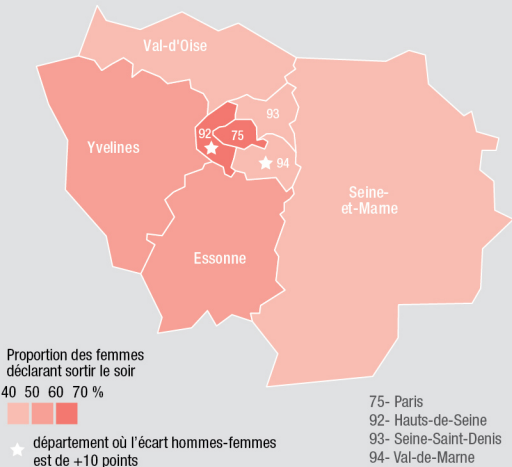 Val-d'Oise
93
92
75
Yvelines
94
Seine-
et-Marne
Essonne
Proportion des femmes
déclarant sortir le soir
40 50 60 70 %
département où l'écart hommes-femmes
est de +10 points
75- Paris
92- Hauts-de-Seine
93- Seine-Saint-Denis
94- Val-de-Marne